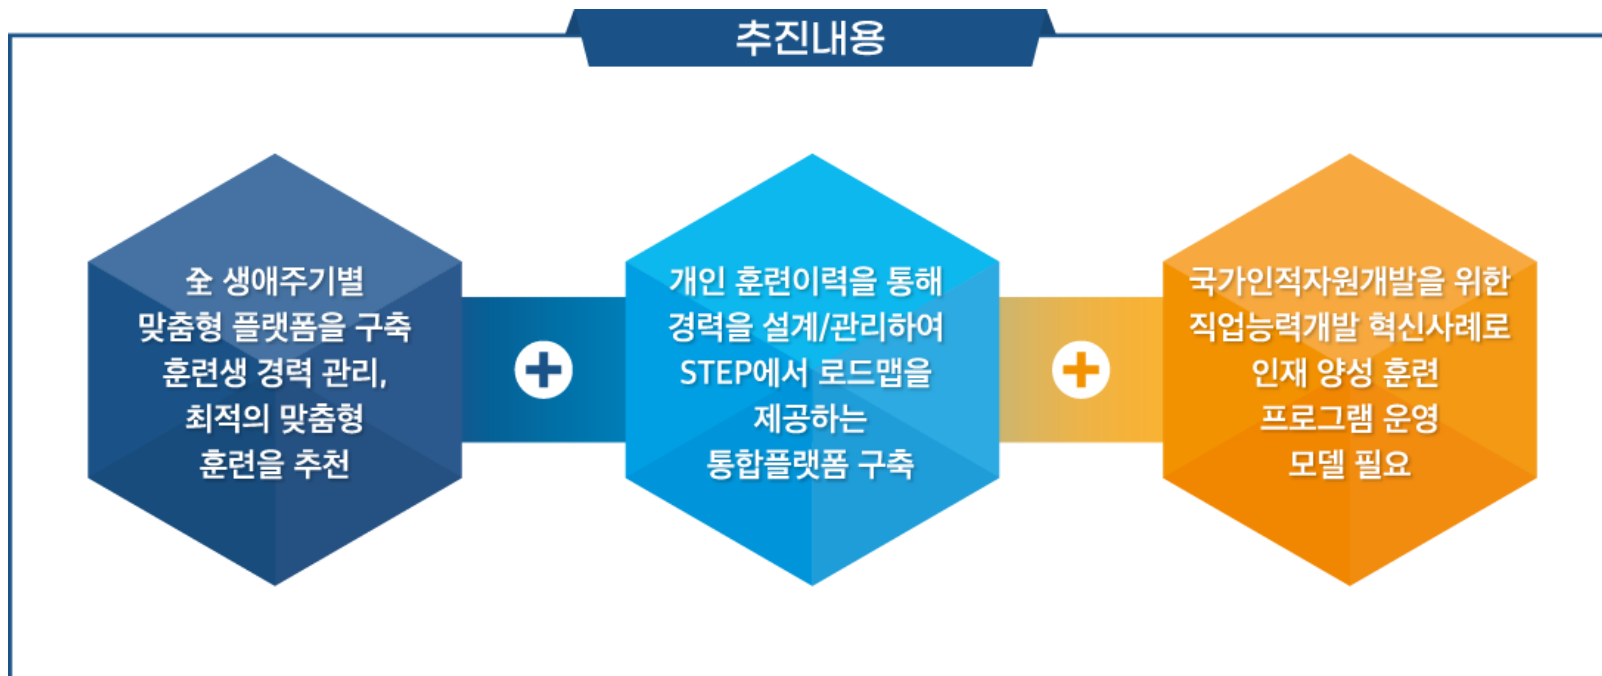 추진내용
全 생애주기별
맞춤형 플랫폼을 구축
훈련생 경력 관리,
최적의 맞춤형
훈련을 추천
개인 훈련이력을 통해
경력을 설계/관리하여
STEP에서 로드맵을
제공하는
통합플랫폼 구축
국가인적자원개발을 위한
직업능력개발 혁신사례로
인재 양성 훈련
프로그램 운영
모델 필요